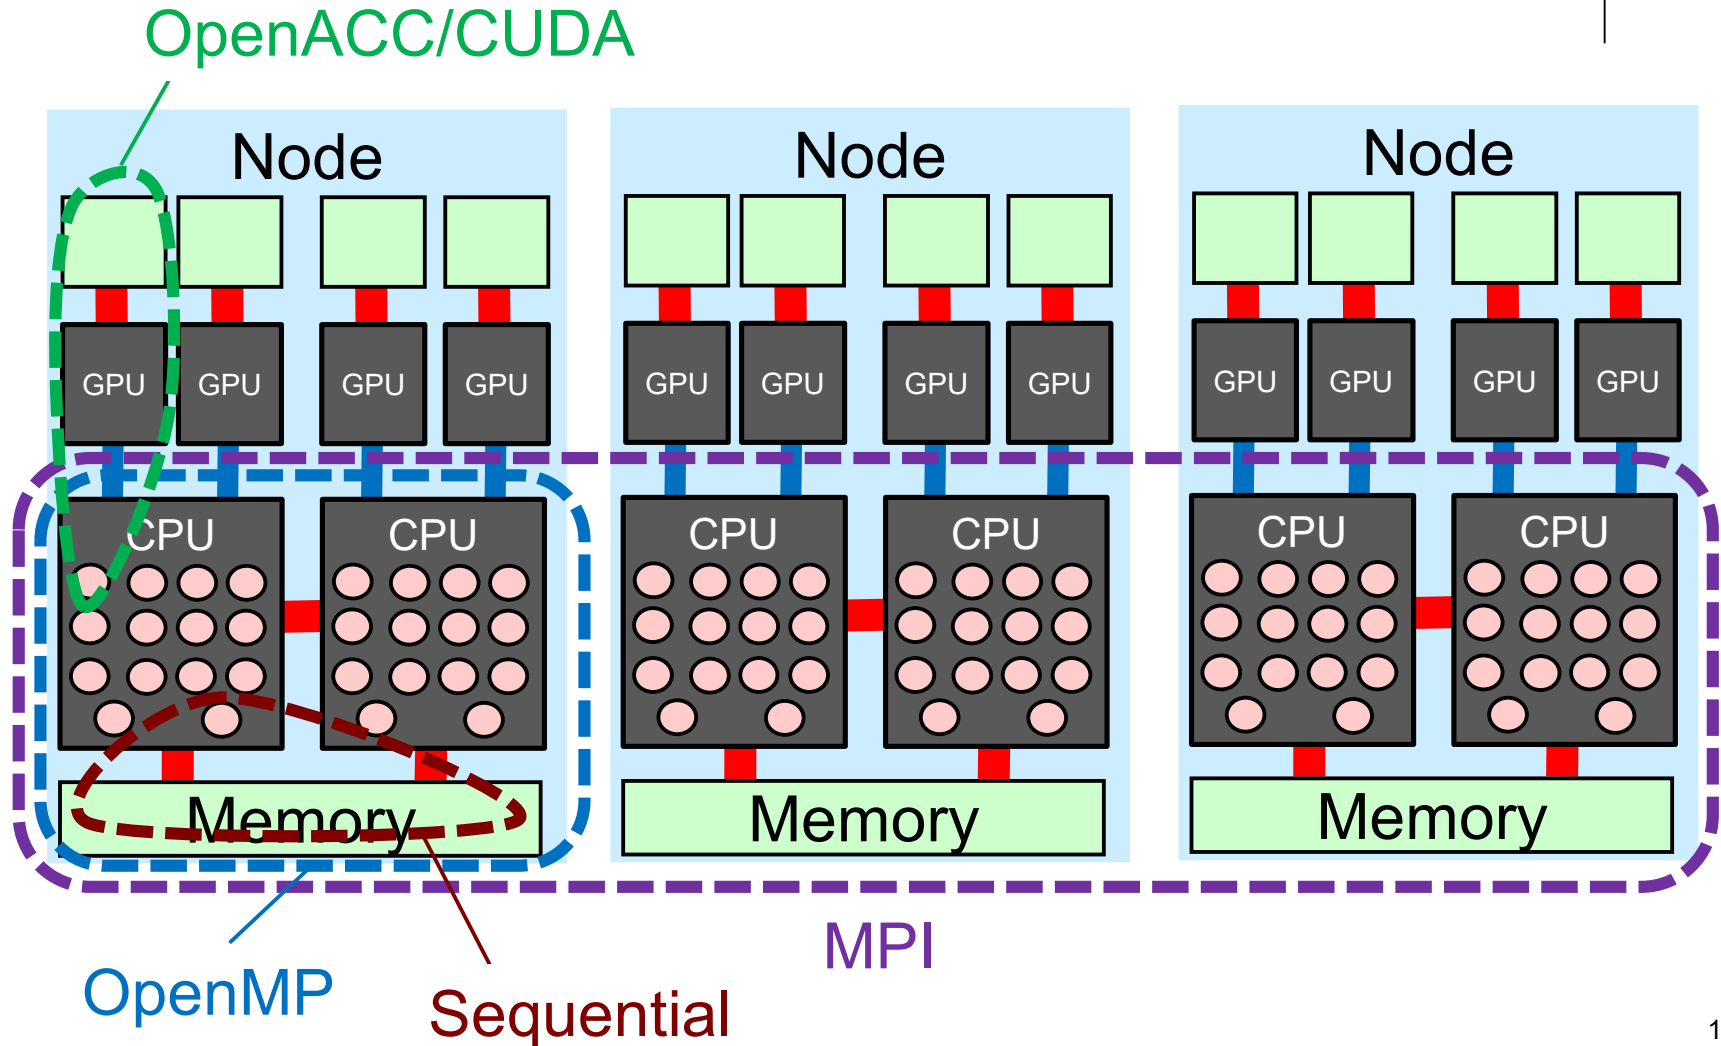 OpenACC/CUDA
Node
Node
Node
GPU GPU GPU GPU
GPU GPU GPU GPU
GPU GPU GPU GPU
CPU CPU
CPU CPU
CPU CPU
Memory
Memory
Memory
MPI
OpenMP
Sequential
1